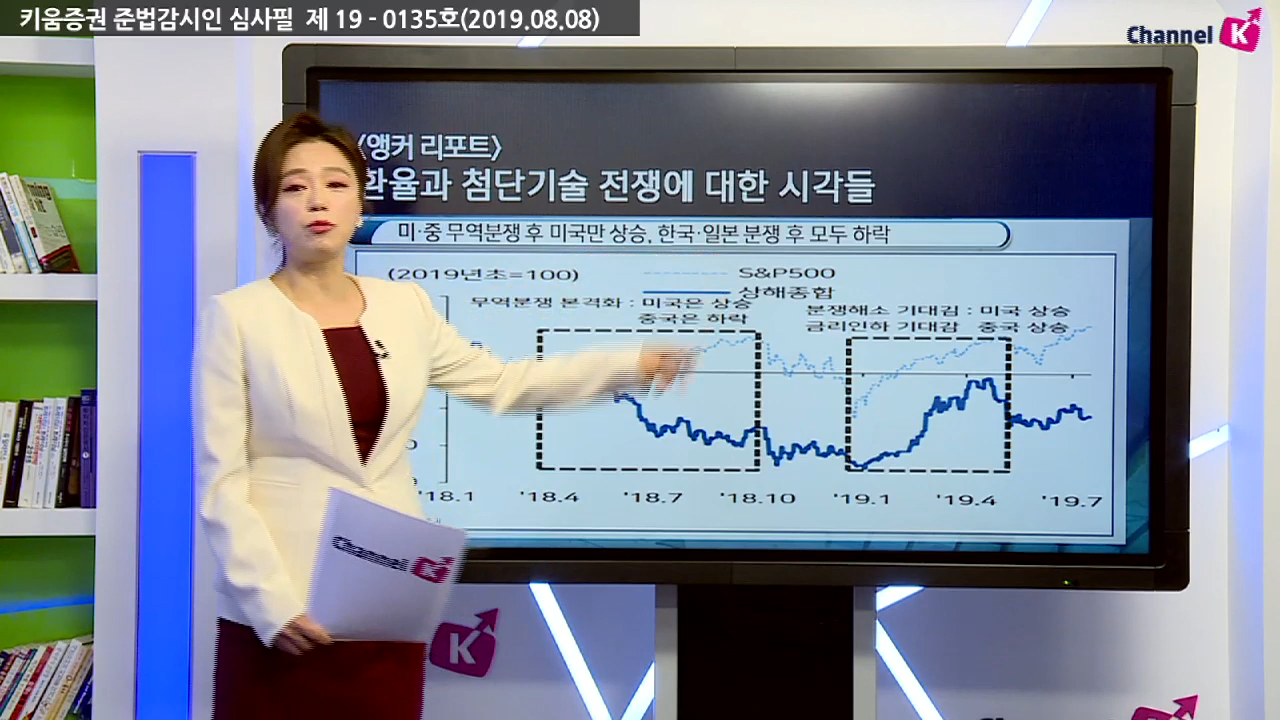 키움증권 준법감시인 심사필 제 19 - 0135호(2019.08.08)
Channel K
〈앵커 리포트〉
환율과 첨단기술 전쟁에 대한 시각들
미·중 무역분쟁 후 미국만 상승, 한국·일본 분쟁 후 모두 하락
(2019년초=100)
S&P500
상해종합
무역분쟁 본격화 : 미국은 상승
중국은 하락
분쟁해소 기대감 : 미국 상승
금리인하 기대감 중국 상승
'18.1 '18.4 '18.7 '18.10 '19.1 '19.4 '19.7
Channel K
K